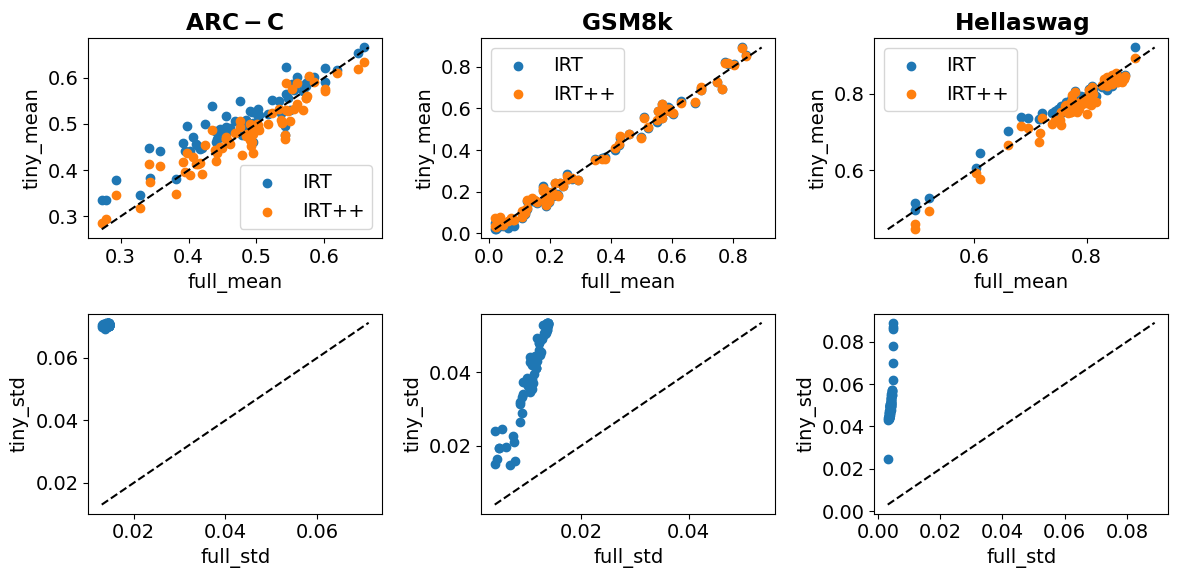 ARC − C
tiny_mean
0.6
0.5
0.4
0.3
IRT
IRT++
0.3 0.4 0.5 0.6
full_mean
GSM8k
tiny_mean
0.8
0.6
0.4
0.2
0.0
IRT
IRT++
0.0 0.2 0.4 0.6 0.8
full_mean
Hellaswag
tiny_mean
0.8
0.6
IRT
IRT++
0.6 0.8
full_mean
tiny_std
0.06
0.04
0.02
0.02 0.04 0.06
full_std
tiny_std
0.04
0.02
0.02 0.04
full_std
tiny_std
0.08
0.06
0.04
0.02
0.00
0.00 0.02 0.04 0.06 0.08
full_std